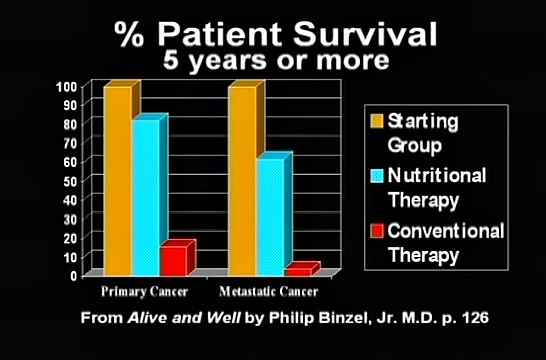 % Patient Survival
5 years or more
100
90
80
70
60
50
40
30
20
10
0
Primary Cancer
Metastatic Cancer
Starting
Group
Nutritional
Therapy
Conventional
Therapy
From Alive and Well by Philip Binzel, Jr. M.D. p. 126